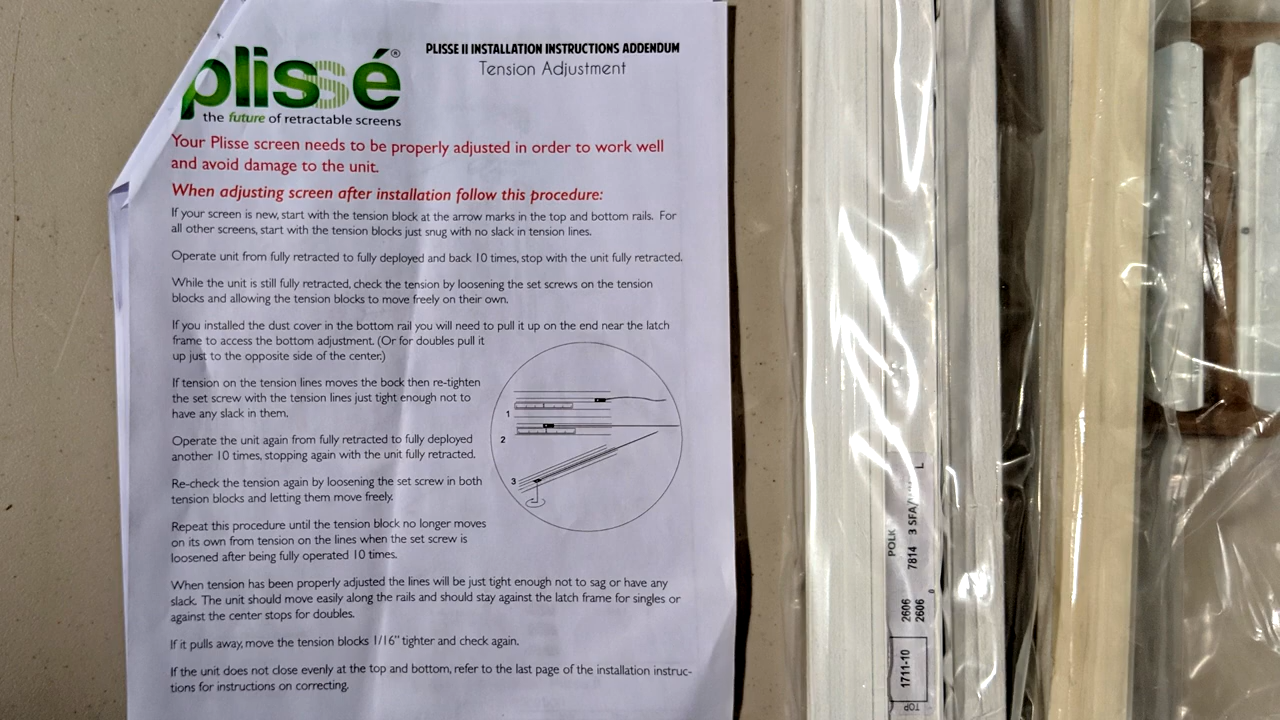 plissé®
the future of retractable screens
PLISSE II INSTALLATION INSTRUCTIONS ADDENDUM
Tension Adjustment
Your Plisse screen needs to be properly adjusted in order to work well
and avoid damage to the unit.
When adjusting screen after installation follow this procedure:
If your screen is new, start with the tension block at the arrow marks in the top and bottom rails. For
all other screens, start with the tension blocks just snug with no slack in tension lines.
Operate unit from fully retracted to fully deployed and back 10 times, stop with the unit fully retracted.
While the unit is still fully retracted, check the tension by loosening the set screws on the tension
blocks and allowing the tension blocks to move freely on their own.
If you installed the dust cover in the bottom rail you will need to pull it up on the end near the latch
frame to access the bottom adjustment. (Or for doubles pull it
up just to the opposite side of the center.)
If tension on the tension lines moves the bock then re-tighten
the set screw with the tension lines just tight enough not to
have any slack in them.
Operate the unit again from fully retracted to fully deployed
another 10 times, stopping again with the unit fully retracted.
Re-check the tension again by loosening the set screw in both
tension blocks and letting them move freely.
Repeat this procedure until the tension block no longer moves
on its own from tension on the lines when the set screw is
loosened after being fully operated 10 times.
1
2
3
When tension has been properly adjusted the lines will be just tight enough not to sag or have any
slack. The unit should move easily along the rails and should stay against the latch frame for singles or
against the center stops for doubles.
If it pulls away, move the tension blocks 1/16" tighter and check again.
If the unit does not close evenly at the top and bottom, refer to the last page of the installation instruc-
tions for instructions on correcting.
POLK
7814 3 SFA/
L
2606
2606
0
1711-10
TOP